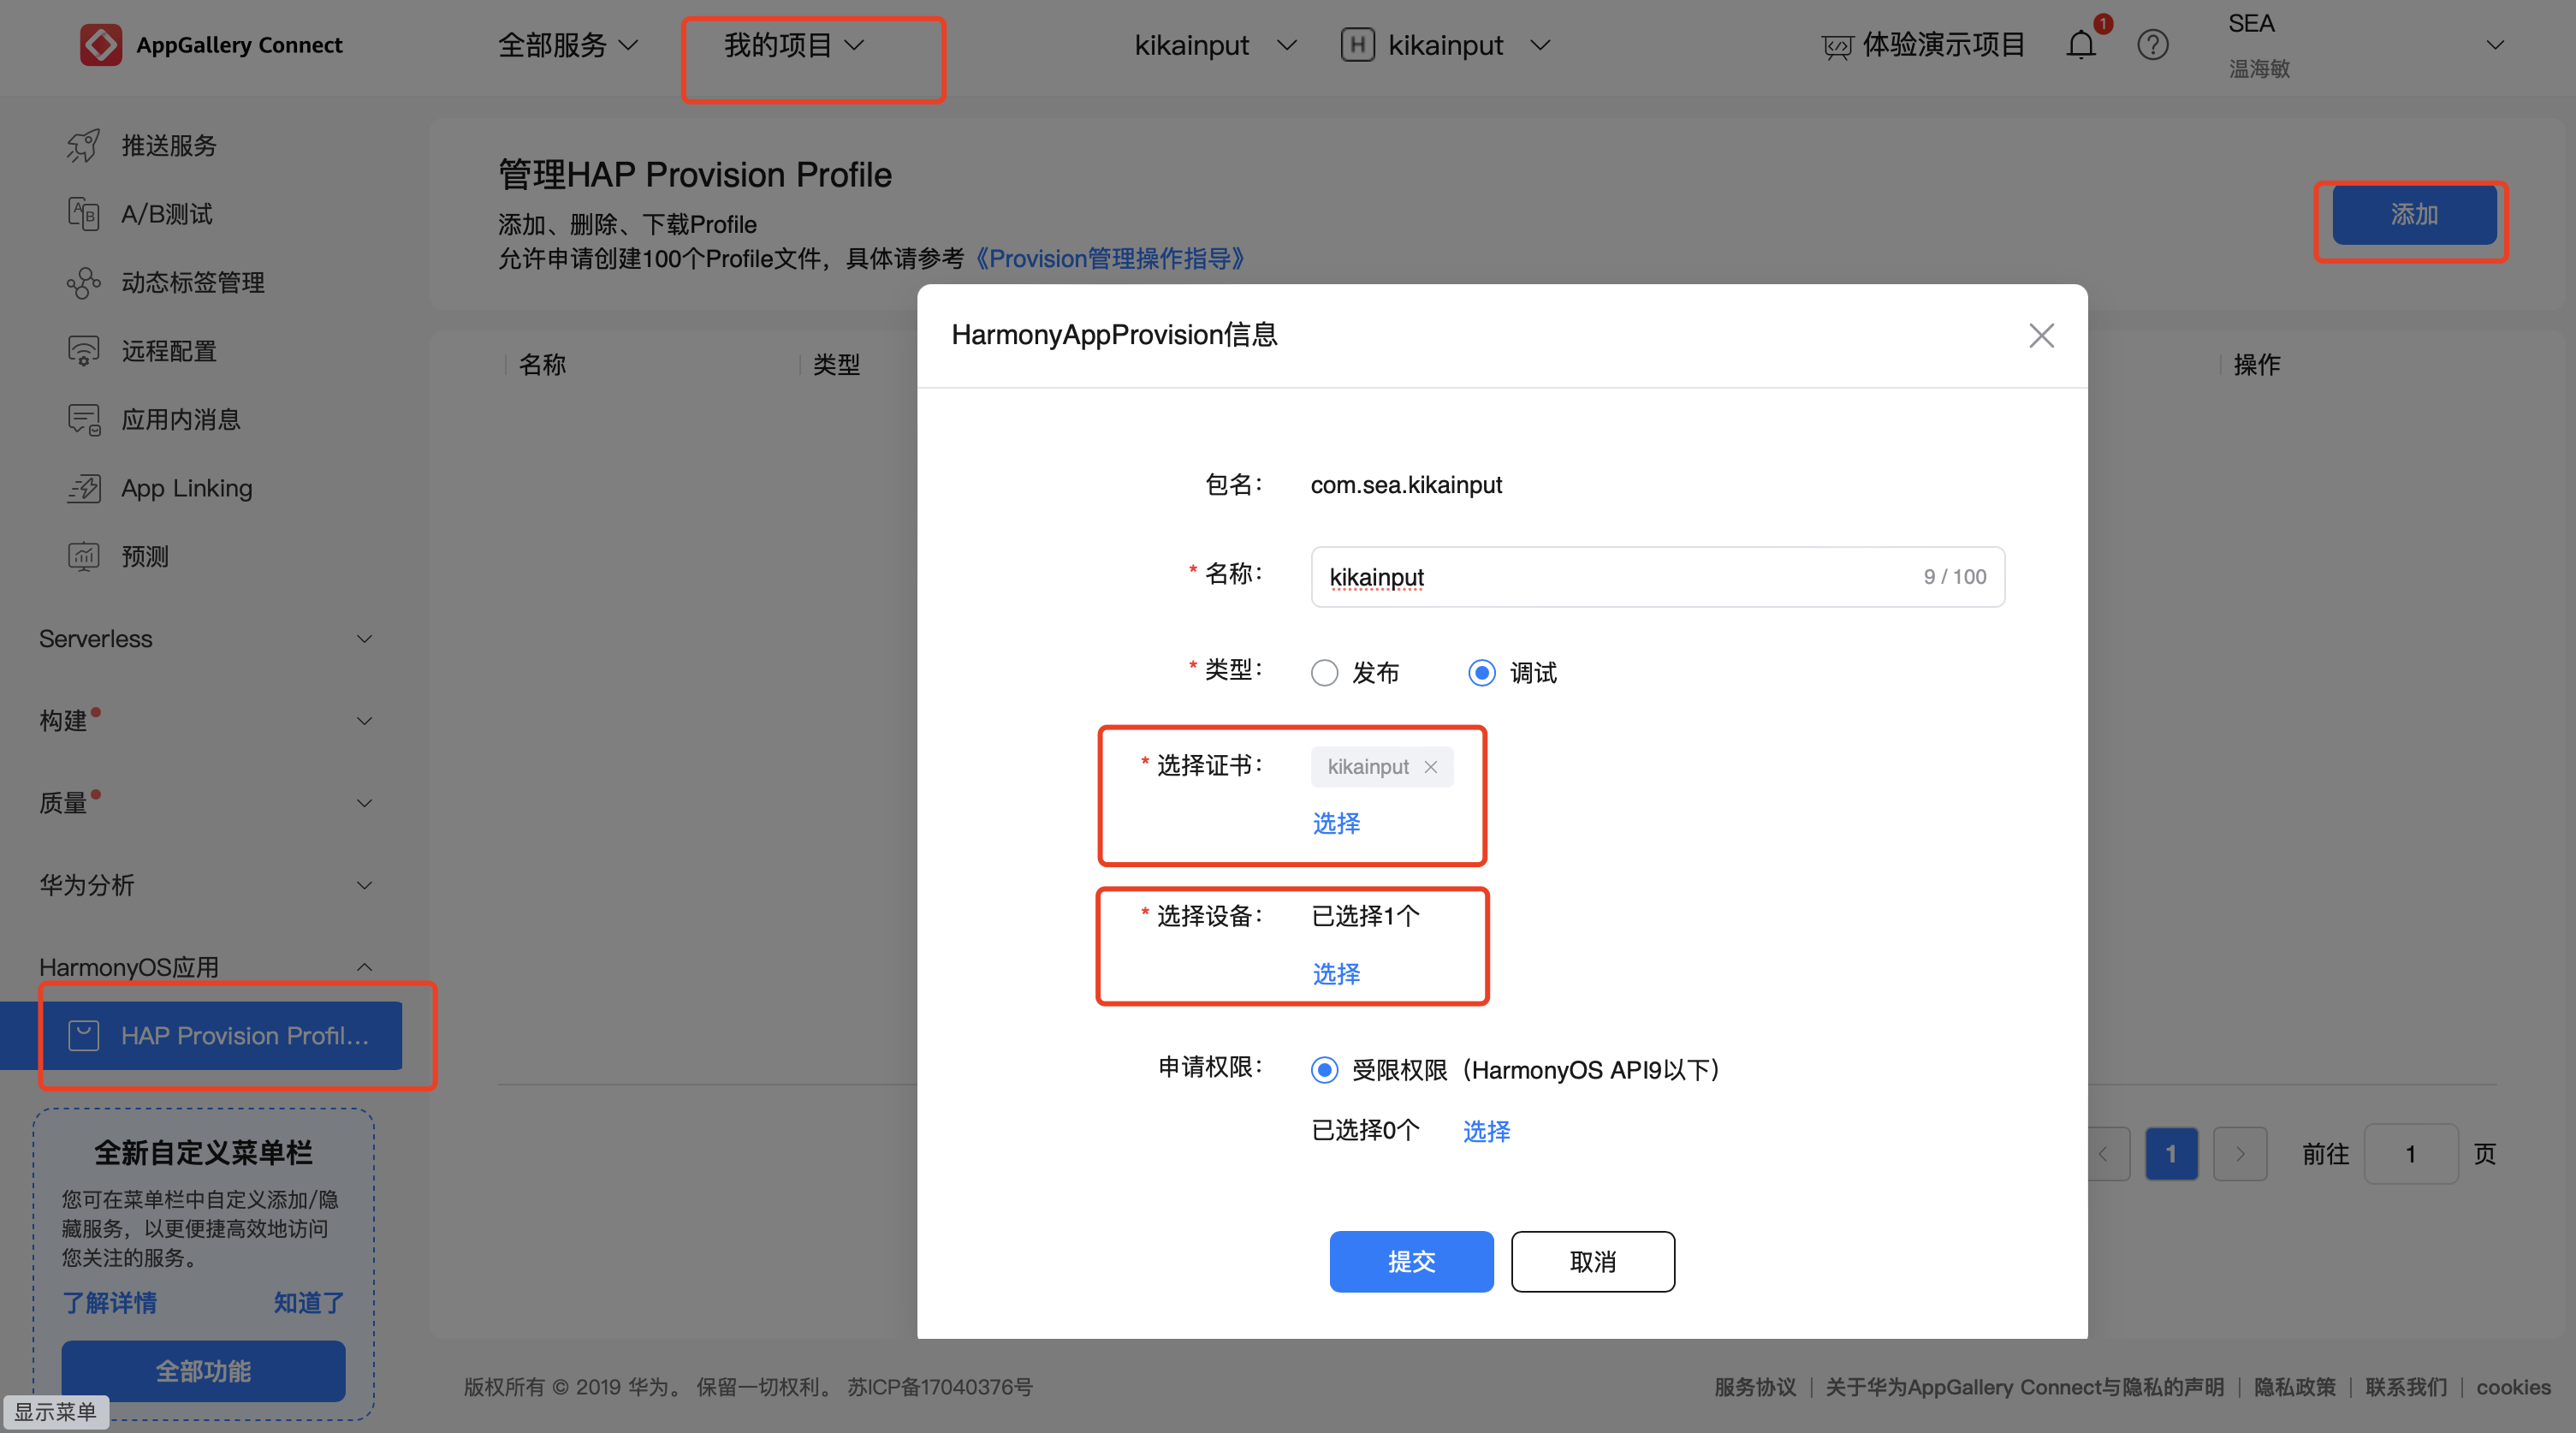 AppGallery Connect
全部服务
我的项目
kikainput
H kikainput
体验演示项目
1
SEA
温海敏
推送服务
A/B测试
动态标签管理
远程配置
应用内消息
App Linking
预测
Serverless
构建
质量
华为分析
HarmonyOS应用
HAP Provision Profil...
全新自定义菜单栏
您可在菜单栏中自定义添加/隐
藏服务，以更便捷高效地访问
您关注的服务。
了解详情 知道了
全部功能
显示菜单
管理HAP Provision Profile
添加、删除、下载Profile
允许申请创建100个Profile文件，具体请参考《Provision管理操作指导》
添加
名称 类型 操作
HarmonyAppProvision信息
包名： com.sea.kikainput
* 名称： kikainput 9 / 100
* 类型： 发布 调试
* 选择证书： kikainput
选择
* 选择设备： 已选择1个
选择
申请权限： 受限权限（HarmonyOS API9以下）
已选择0个 选择
提交 取消
1 前往 1 页
版权所有 © 2019 华为。 保留一切权利。 苏ICP备17040376号
服务协议 | 关于华为AppGallery Connect与隐私的声明 | 隐私政策 | 联系我们 | cookies